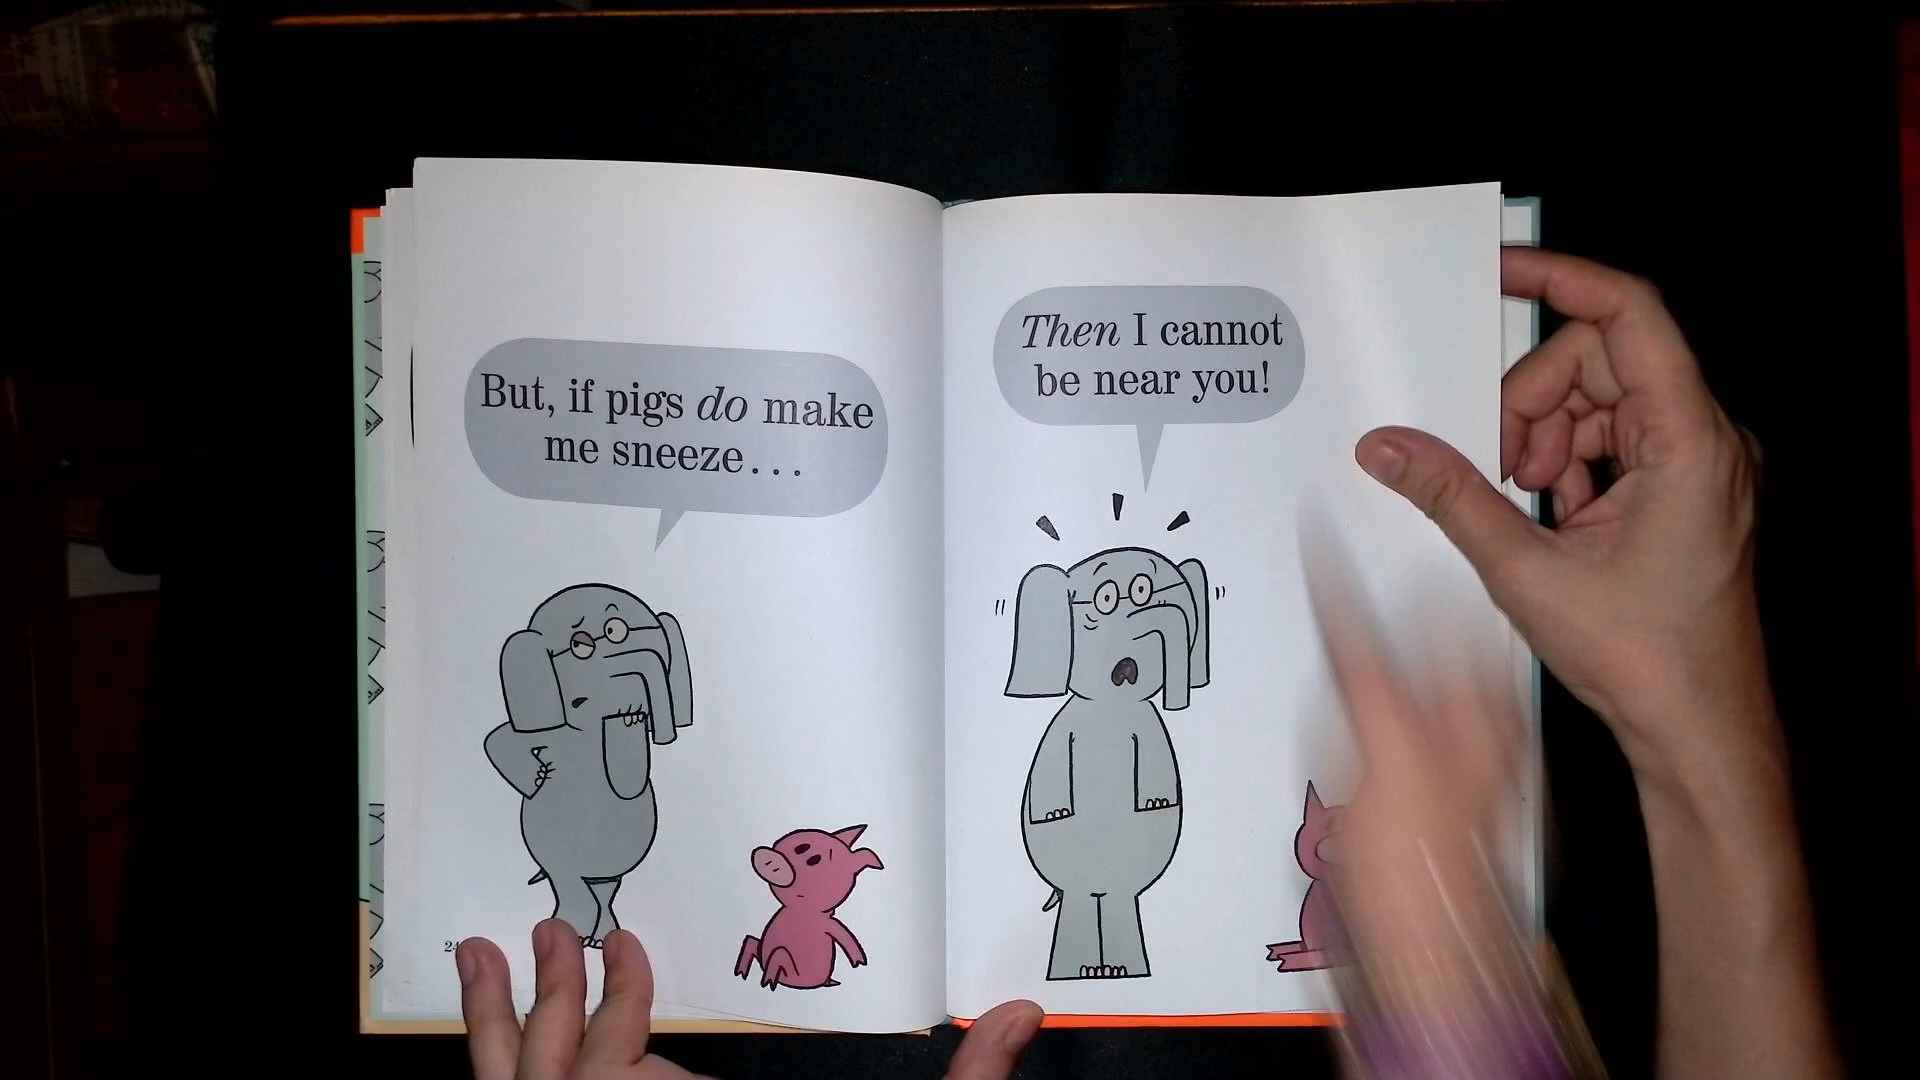 But, if pigs do make
me sneeze...
Then I cannot
be near you!
24